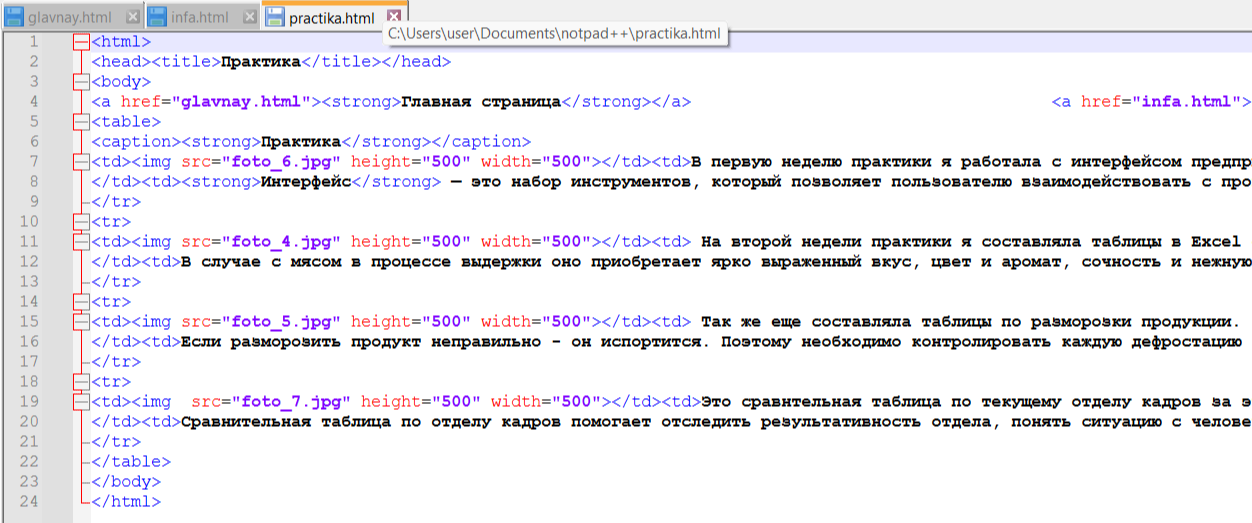 glavnay.html infa.html practika.html
C:\Users\user\Documents\notpad++\practika.html
1 <html>
2 <head><title>Практика</title></head>
3 <body>
4 <a href="glavnay.html"><strong>Главная страница</strong></a> <a href="infa.html">
5 <table>
6 <caption><strong>Практика</strong></caption>
7 <td><img src="foto_6.jpg" height="500" width="500"></td><td>В первую неделю практики я работала с интерфейсом предпр
8 </td><td><strong>Интерфейс</strong> — это набор инструментов, который позволяет пользователю взаимодействовать с про
9 </tr>
10 <tr>
11 <td><img src="foto_4.jpg" height="500" width="500"></td><td> На второй недели практики я составляла таблицы в Excel
12 </td><td>В случае с мясом в процессе выдержки оно приобретает ярко выраженный вкус, цвет и аромат, сочность и нежную
13 </tr>
14 <tr>
15 <td><img src="foto_5.jpg" height="500" width="500"></td><td> Так же еще составляла таблицы по разморозки продукции.
16 </td><td>Если разморозить продукт неправильно - он испортится. Поэтому необходимо контролировать каждую дефростацию
17 </tr>
18 <tr>
19 <td><img  src="foto_7.jpg" height="500" width="500"></td><td>Это сравнительная таблица по текущему отделу кадров за э
20 </td><td>Сравнительная таблица по отделу кадров помогает отследить результативность отдела, понять ситуацию с челове
21 </tr>
22 </table>
23 </body>
24 </html>